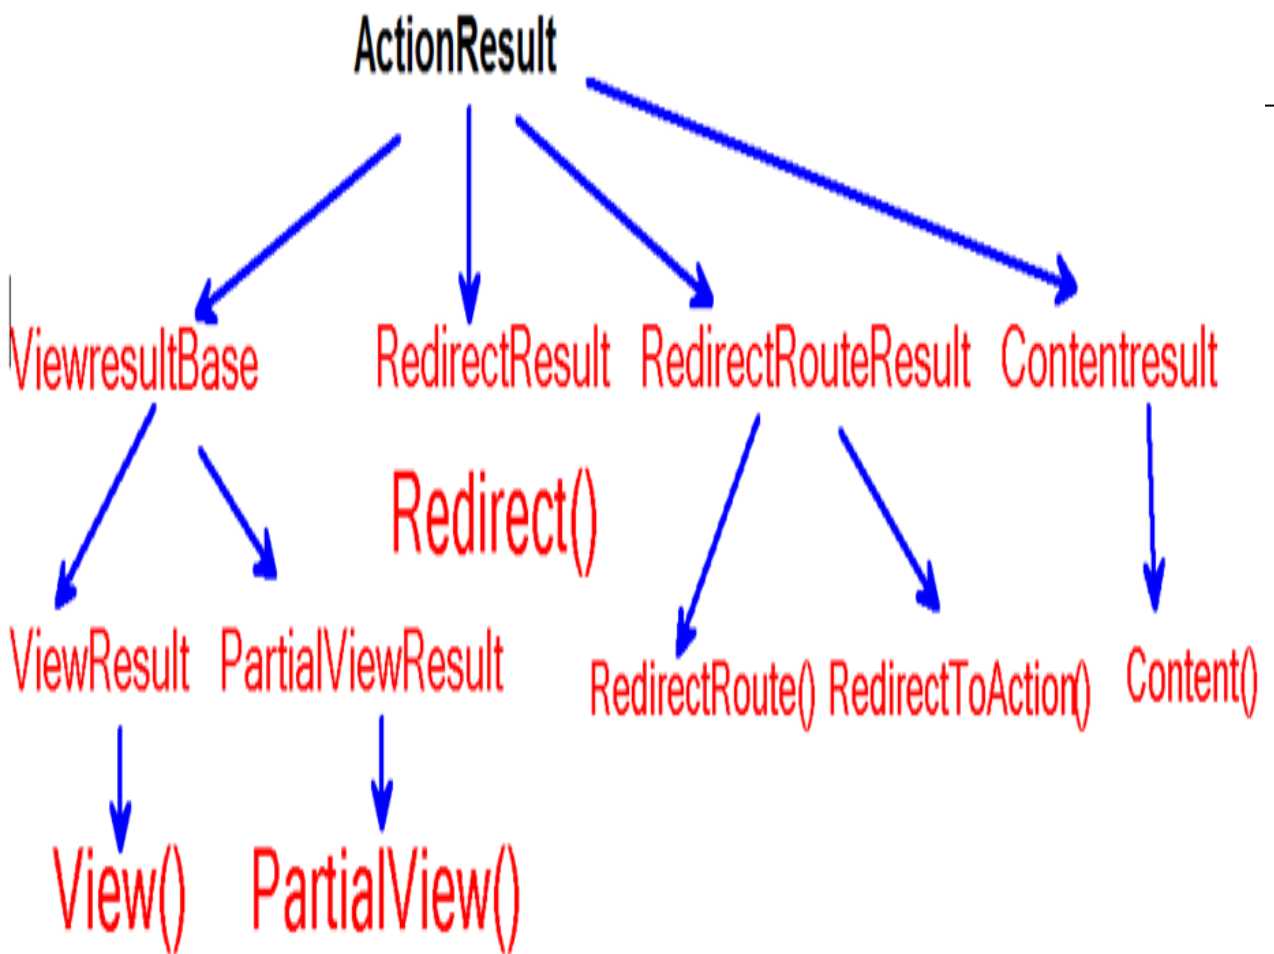 ActionResult
ViewresultBase RedirectResult RedirectRouteResult Contentresult
Redirect()
ViewResult PartialViewResult RedirectRoute() RedirectToAction() Content()
View() PartialView()